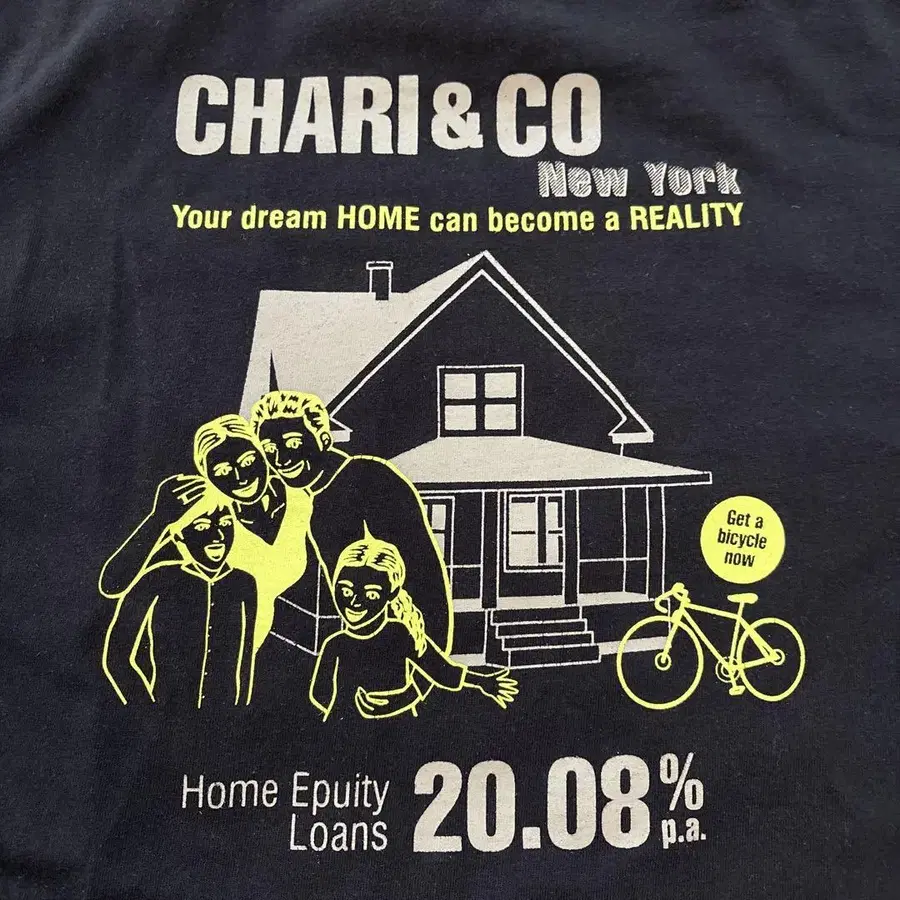 CHARI & CO
New York
Your dream HOME can become a REALITY
Get a
bicycle
now
Home Epuity
Loans
20.08%
p.a.